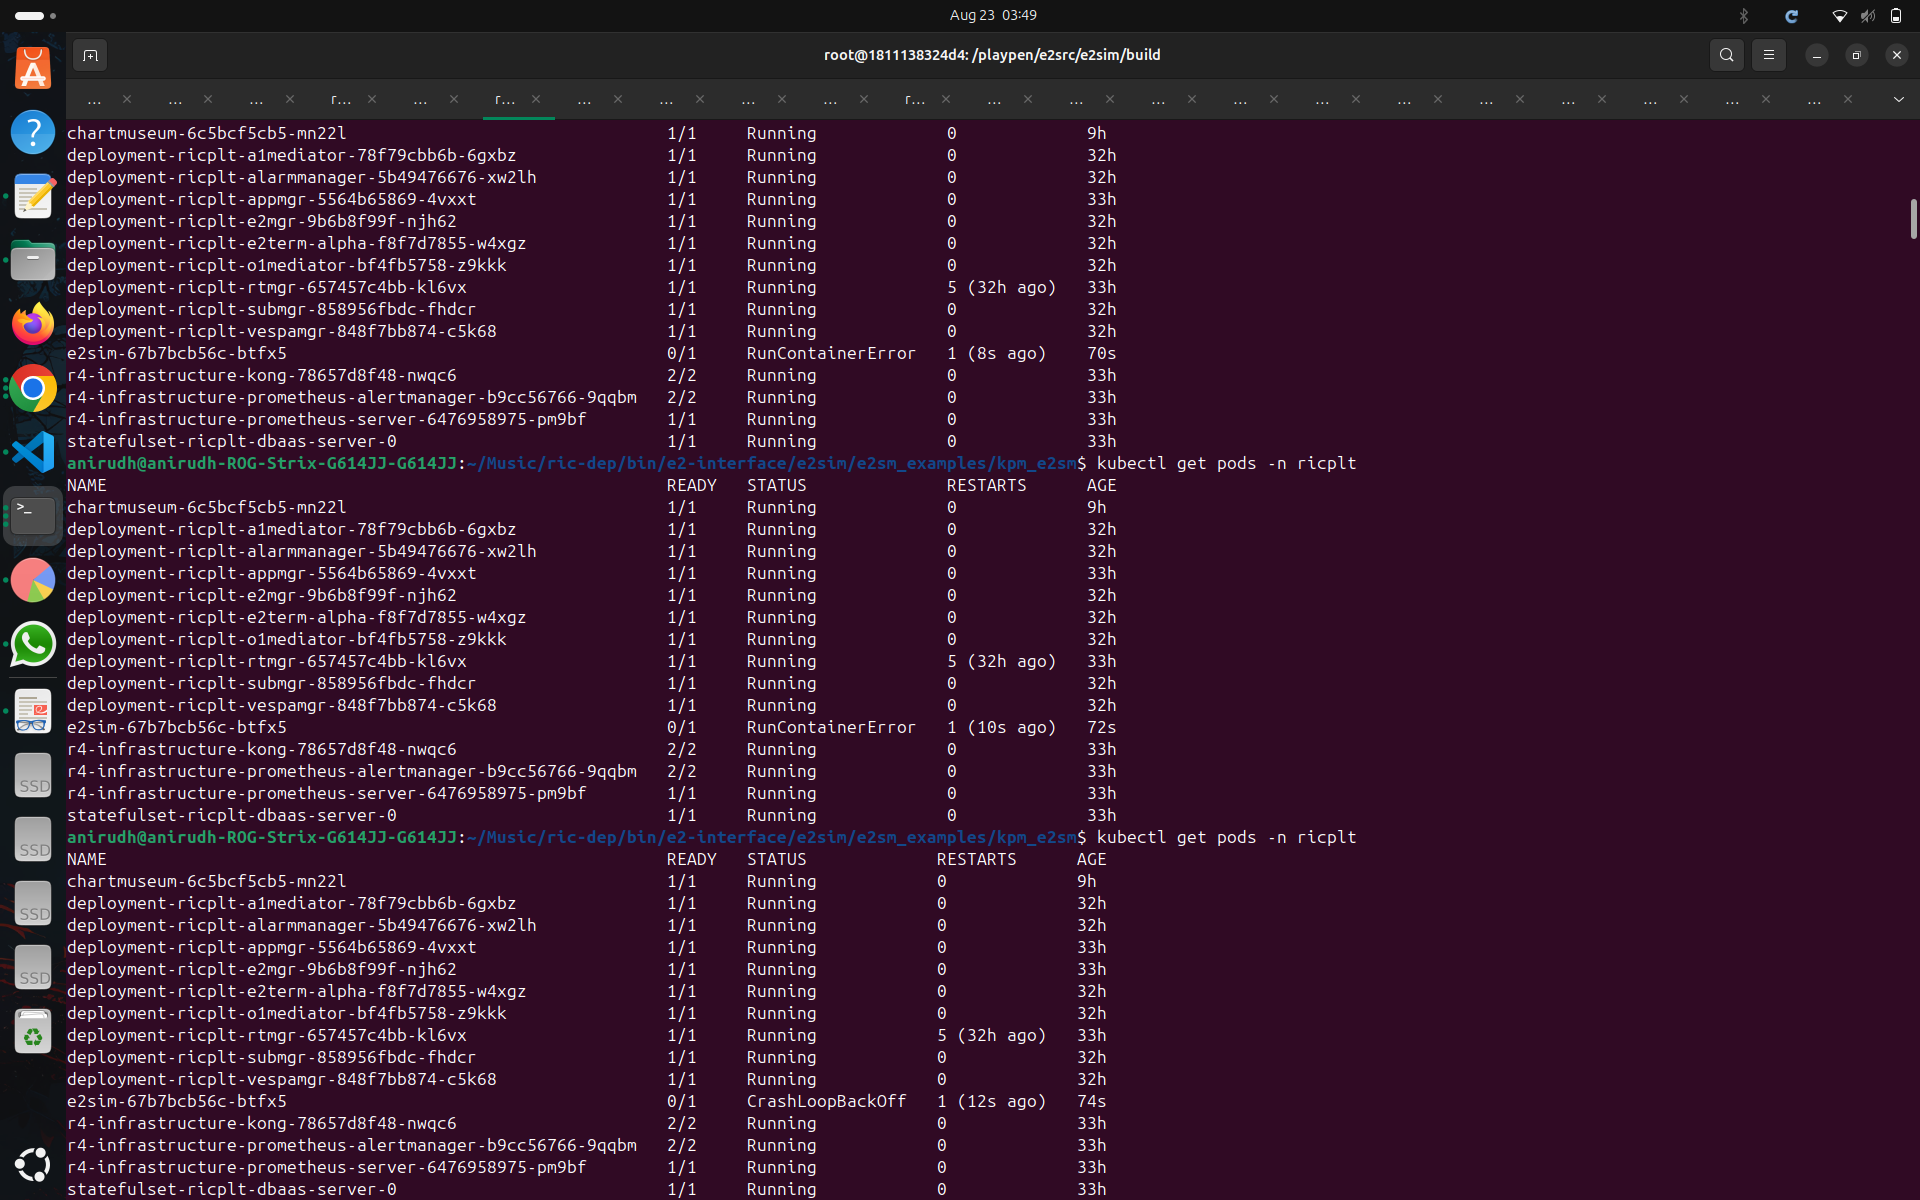 Aug 23 03:49
root@1811138324d4: /playpen/e2src/e2sim/build
... ... ... r... ... r... ... ... ... ... r... ... ... ... ... ... ... ... ... ... ... ...
chartmuseum-6c5bcf5cb5-mn22l 1/1 Running 0 9h
deployment-ricplt-a1mediator-78f79cbb6b-6gxbz 1/1 Running 0 32h
deployment-ricplt-alarmmanager-5b49476676-xw2lh 1/1 Running 0 32h
deployment-ricplt-appmgr-5564b65869-4vxxt 1/1 Running 0 33h
deployment-ricplt-e2mgr-9b6b8f99f-njh62 1/1 Running 0 32h
deployment-ricplt-e2term-alpha-f8f7d7855-w4xgz 1/1 Running 0 32h
deployment-ricplt-o1mediator-bf4fb5758-z9kkk 1/1 Running 0 32h
deployment-ricplt-rtmgr-657457c4bb-kl6vx 1/1 Running 5 (32h ago) 33h
deployment-ricplt-submgr-858956fbdc-fhdcr 1/1 Running 0 32h
deployment-ricplt-vespamgr-848f7bb874-c5k68 1/1 Running 0 32h
e2sim-67b7bcb56c-btfx5 0/1 RunContainerError 1 (8s ago) 70s
r4-infrastructure-kong-78657d8f48-nwqc6 2/2 Running 0 33h
r4-infrastructure-prometheus-alertmanager-b9cc56766-9qqbm 2/2 Running 0 33h
r4-infrastructure-prometheus-server-6476958975-pm9bf 1/1 Running 0 33h
statefulset-ricplt-dbaas-server-0 1/1 Running 0 33h
anirudh@anirudh-ROG-Strix-G614JJ-G614JJ:~/Music/ric-dep/bin/e2-interface/e2sim/e2sm_examples/kpm_e2sm$ kubectl get pods -n ricplt
NAME READY STATUS RESTARTS AGE
chartmuseum-6c5bcf5cb5-mn22l 1/1 Running 0 9h
deployment-ricplt-a1mediator-78f79cbb6b-6gxbz 1/1 Running 0 32h
deployment-ricplt-alarmmanager-5b49476676-xw2lh 1/1 Running 0 32h
deployment-ricplt-appmgr-5564b65869-4vxxt 1/1 Running 0 33h
deployment-ricplt-e2mgr-9b6b8f99f-njh62 1/1 Running 0 32h
deployment-ricplt-e2term-alpha-f8f7d7855-w4xgz 1/1 Running 0 32h
deployment-ricplt-o1mediator-bf4fb5758-z9kkk 1/1 Running 0 32h
deployment-ricplt-rtmgr-657457c4bb-kl6vx 1/1 Running 5 (32h ago) 33h
deployment-ricplt-submgr-858956fbdc-fhdcr 1/1 Running 0 32h
deployment-ricplt-vespamgr-848f7bb874-c5k68 1/1 Running 0 32h
e2sim-67b7bcb56c-btfx5 0/1 RunContainerError 1 (10s ago) 72s
r4-infrastructure-kong-78657d8f48-nwqc6 2/2 Running 0 33h
r4-infrastructure-prometheus-alertmanager-b9cc56766-9qqbm 2/2 Running 0 33h
r4-infrastructure-prometheus-server-6476958975-pm9bf 1/1 Running 0 33h
statefulset-ricplt-dbaas-server-0 1/1 Running 0 33h
anirudh@anirudh-ROG-Strix-G614JJ-G614JJ:~/Music/ric-dep/bin/e2-interface/e2sim/e2sm_examples/kpm_e2sm$ kubectl get pods -n ricplt
NAME READY STATUS RESTARTS AGE
chartmuseum-6c5bcf5cb5-mn22l 1/1 Running 0 9h
deployment-ricplt-a1mediator-78f79cbb6b-6gxbz 1/1 Running 0 32h
deployment-ricplt-alarmmanager-5b49476676-xw2lh 1/1 Running 0 32h
deployment-ricplt-appmgr-5564b65869-4vxxt 1/1 Running 0 33h
deployment-ricplt-e2mgr-9b6b8f99f-njh62 1/1 Running 0 33h
deployment-ricplt-e2term-alpha-f8f7d7855-w4xgz 1/1 Running 0 32h
deployment-ricplt-o1mediator-bf4fb5758-z9kkk 1/1 Running 0 32h
deployment-ricplt-rtmgr-657457c4bb-kl6vx 1/1 Running 5 (32h ago) 33h
deployment-ricplt-submgr-858956fbdc-fhdcr 1/1 Running 0 32h
deployment-ricplt-vespamgr-848f7bb874-c5k68 1/1 Running 0 32h
e2sim-67b7bcb56c-btfx5 0/1 CrashLoopBackOff 1 (12s ago) 74s
r4-infrastructure-kong-78657d8f48-nwqc6 2/2 Running 0 33h
r4-infrastructure-prometheus-alertmanager-b9cc56766-9qqbm 2/2 Running 0 33h
r4-infrastructure-prometheus-server-6476958975-pm9bf 1/1 Running 0 33h
statefulset-ricplt-dbaas-server-0 1/1 Running 0 33h
SSD
SSD
SSD
SSD